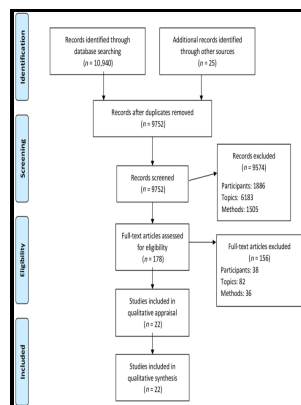 Identification
Records identified through
database searching
(n = 10,940)
Additional records identified
through other sources
(n = 25)
Records after duplicates removed
(n = 9752)
Screening
Records screened
(n = 9752)
Records excluded
(n = 9574)
Participants: 1886
Topics: 6183
Methods: 1505
Eligibility
Full-text articles assessed
for eligibility
(n = 178)
Full-text articles excluded
(n = 156)
Participants: 38
Topics: 82
Methods: 36
Studies included in
qualitative appraisal
(n = 22)
Included
Studies included in
qualitative synthesis
(n = 22)